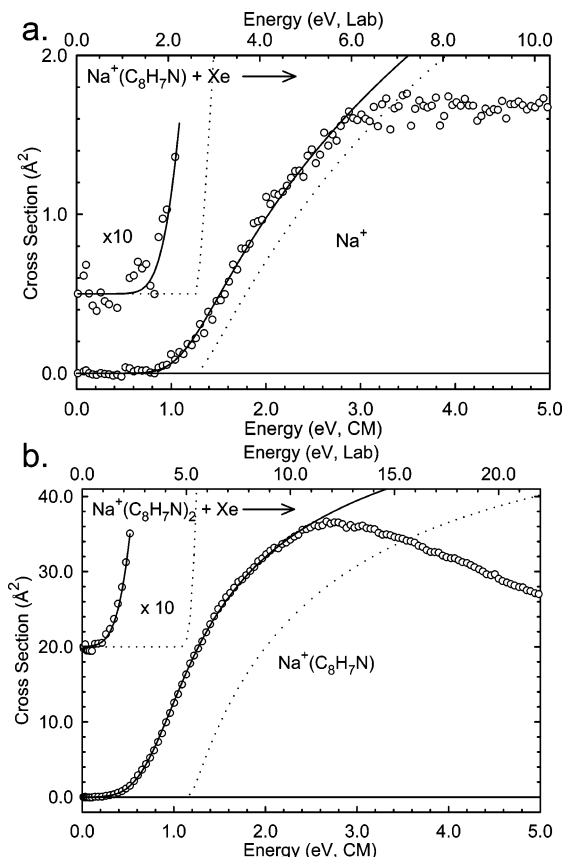 a.
Energy (eV, Lab)
0.0 2.0 4.0 6.0 8.0 10.0
Na⁺(C₈H₇N) + Xe
2.0
x10
1.0
Na⁺
0.0
Cross Section (Å²)
0.0 1.0 2.0 3.0 4.0 5.0
Energy (eV, CM)
b.
Energy (eV, Lab)
0.0 5.0 10.0 15.0 20.0
40.0
Na⁺(C₈H₇N)₂ + Xe
30.0
x 10
20.0
Na⁺(C₈H₇N)
10.0
0.0
Cross Section (Å²)
0.0 1.0 2.0 3.0 4.0 5.0
Energy (eV, CM)